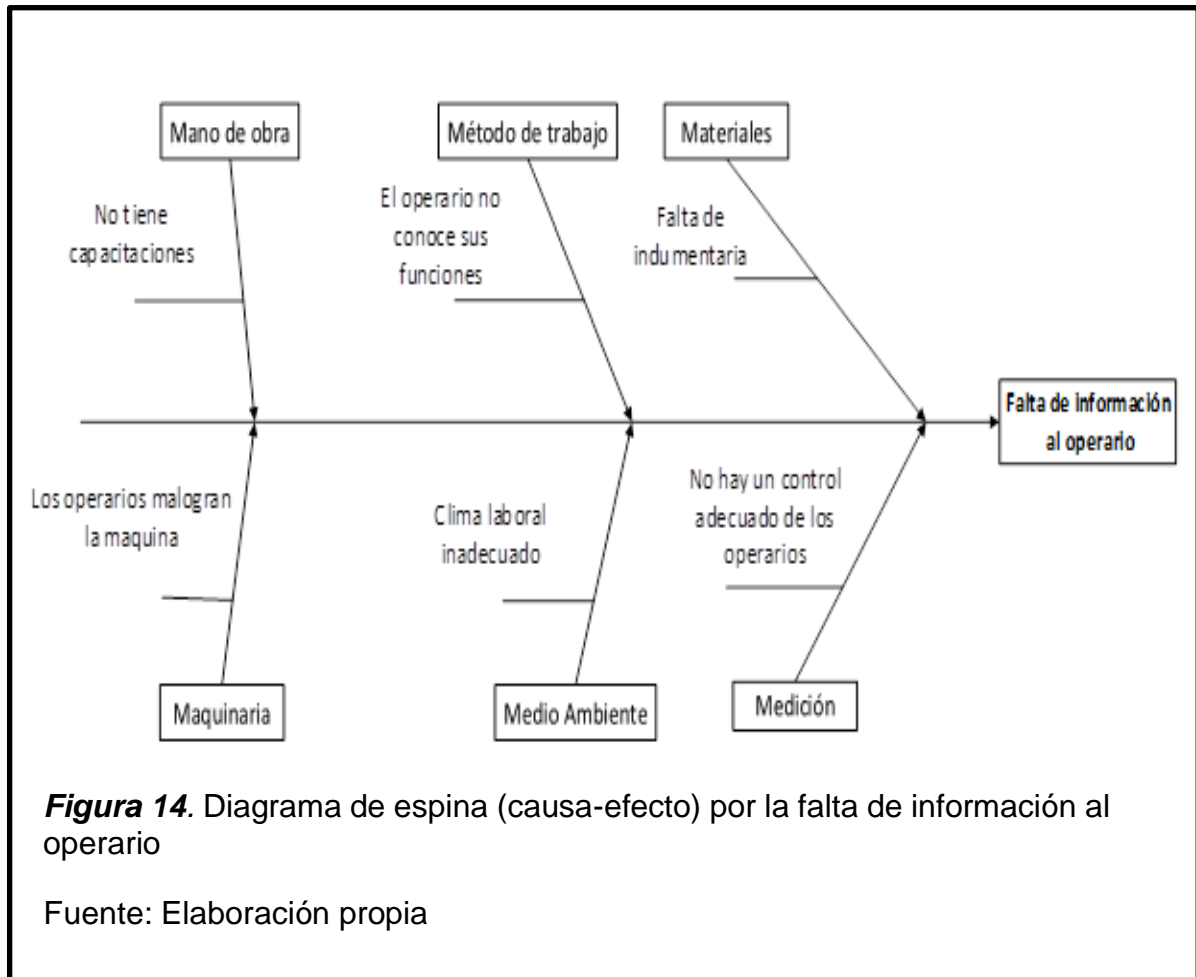 Mano de obra
Método de trabajo
Materiales
No tiene
capacitaciones
El operario no
conoce sus
funciones
Falta de
indumentaria
Falta de información
al operario
Los operarios malogran
la maquina
Clima laboral
inadecuado
No hay un control
adecuado de los
operarios
Maquinaria
Medio Ambiente
Medición
Figura 14. Diagrama de espina (causa-efecto) por la falta de información al
operario
Fuente: Elaboración propia